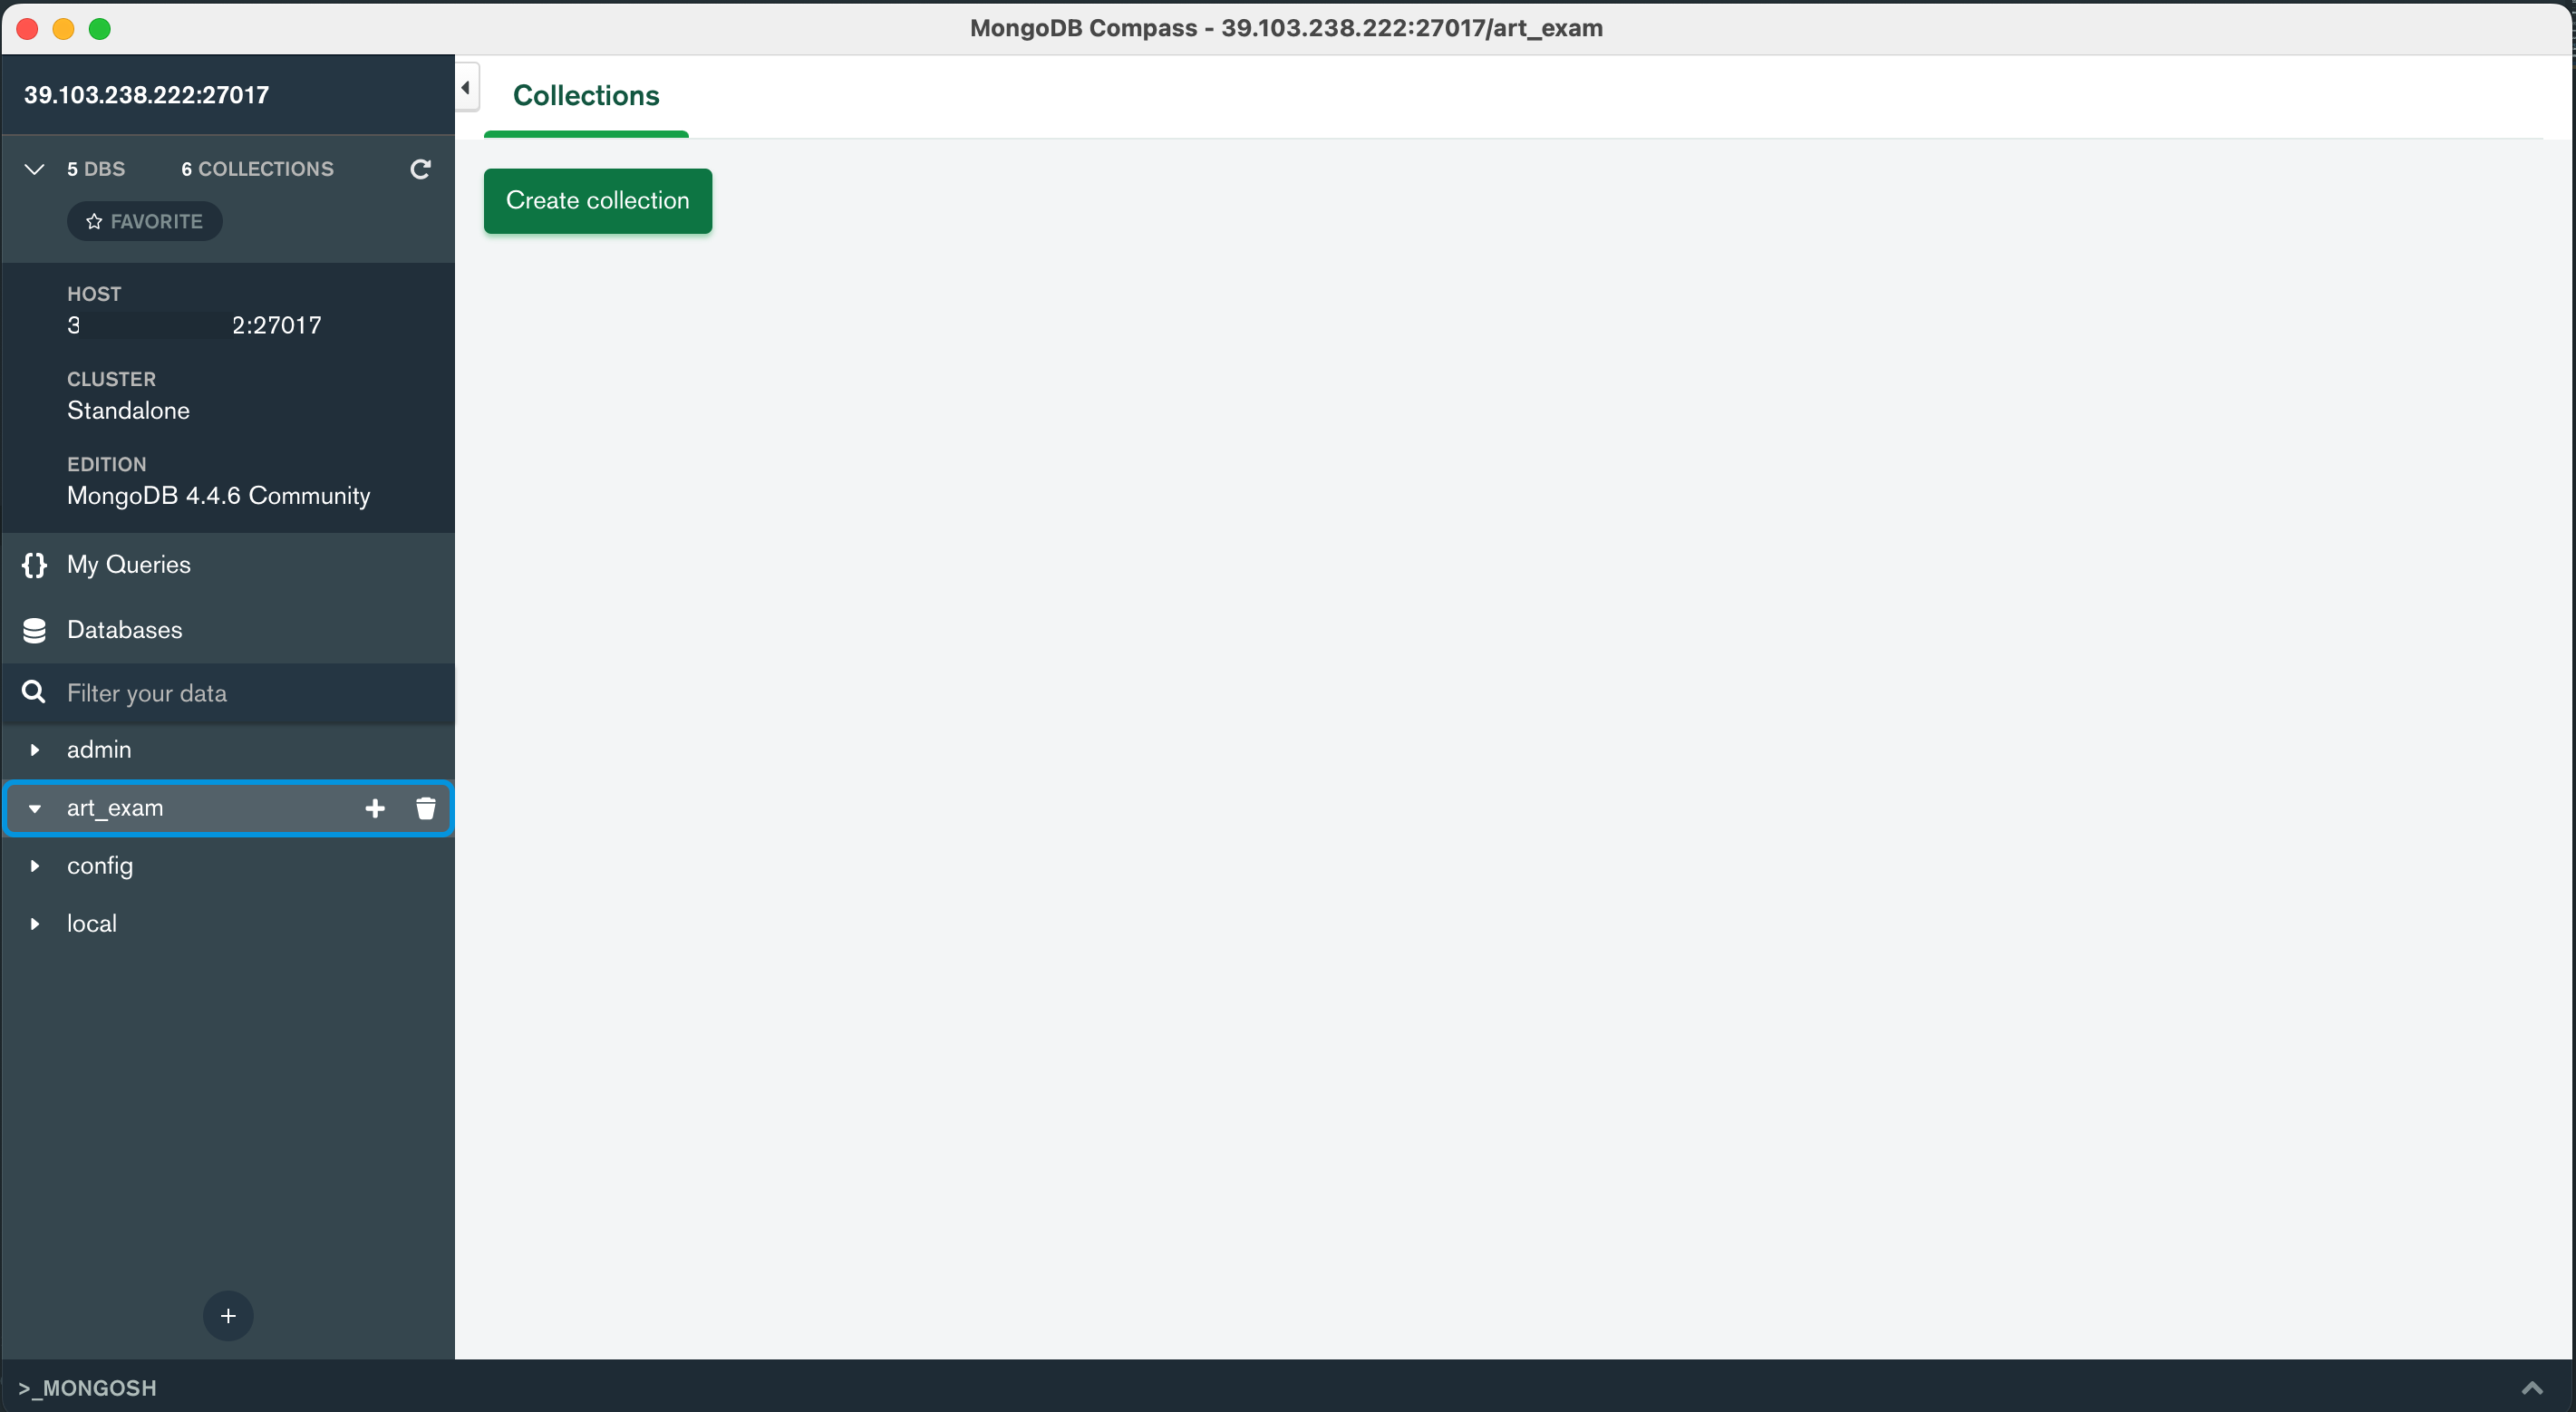 MongoDB Compass - 39.103.238.222:27017/art_exam
39.103.238.222:27017
Collections
5 DBS 6 COLLECTIONS
FAVORITE
Create collection
HOST
3 2:27017
CLUSTER
Standalone
EDITION
MongoDB 4.4.6 Community
{} My Queries
Databases
Filter your data
admin
art_exam
config
local
+
>_MONGOSH